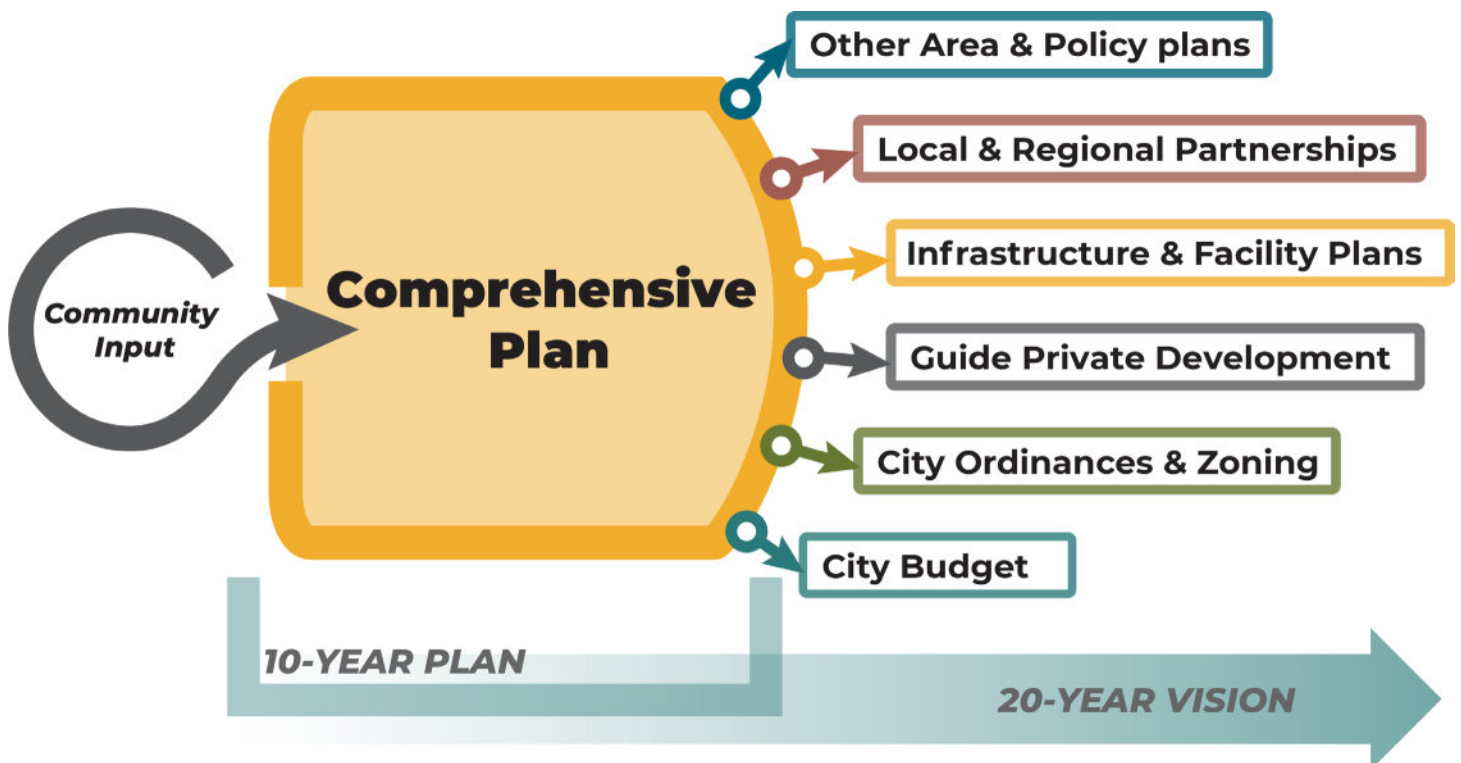 Other Area & Policy plans
Local & Regional Partnerships
Infrastructure & Facility Plans
Community
Input
Comprehensive
Plan
Guide Private Development
City Ordinances & Zoning
City Budget
10-YEAR PLAN
20-YEAR VISION